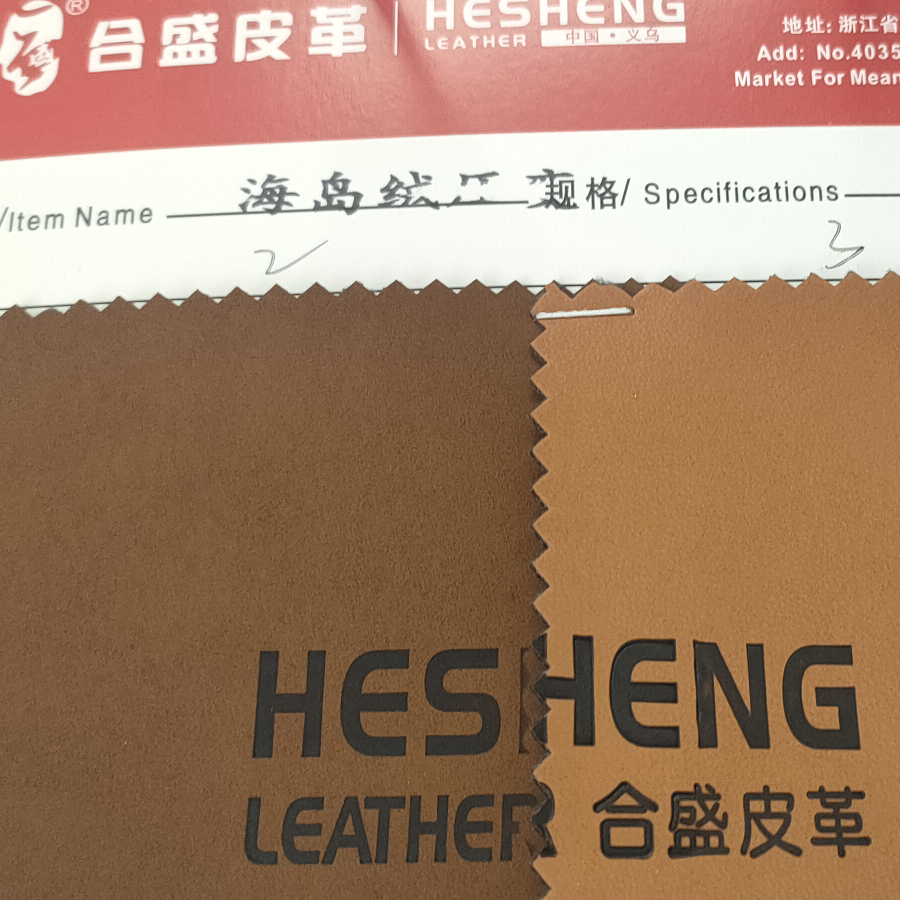 ®
合盛皮革
HESHENG
LEATHER 中国·义乌
地址:浙江省
Add: No.4035
Market For Mean
/Item Name 海岛绒 规格/ Specifications
2 3
HESHENG
LEATHER 合盛皮革